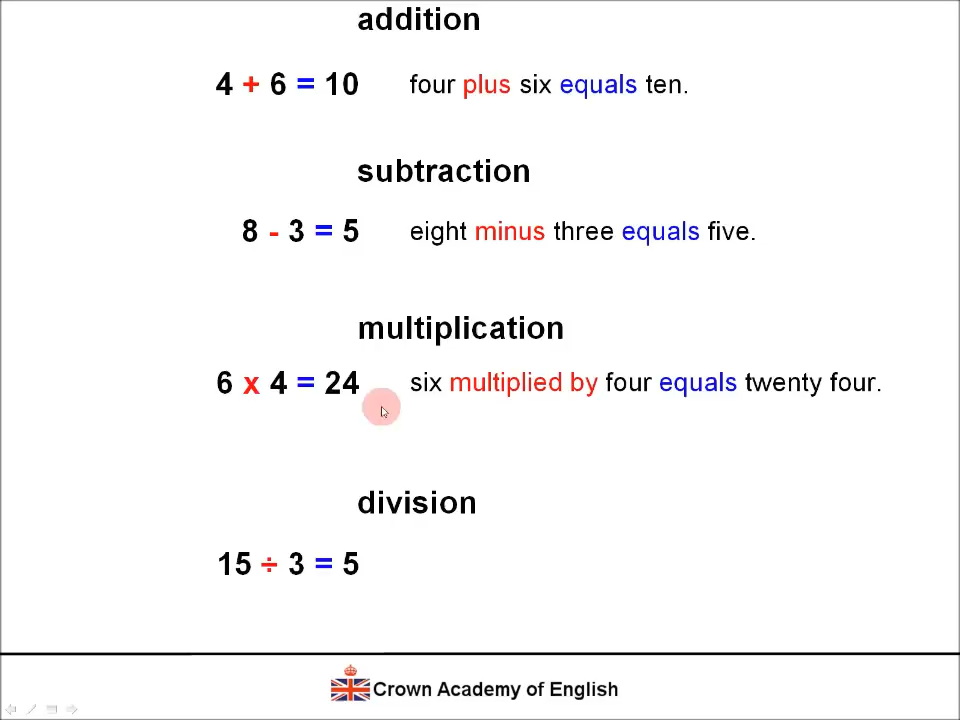 addition
4 + 6 = 10 four plus six equals ten.
subtraction
8 - 3 = 5 eight minus three equals five.
multiplication
6 x 4 = 24 six multiplied by four equals twenty four.
division
15 ÷ 3 = 5
Crown Academy of English